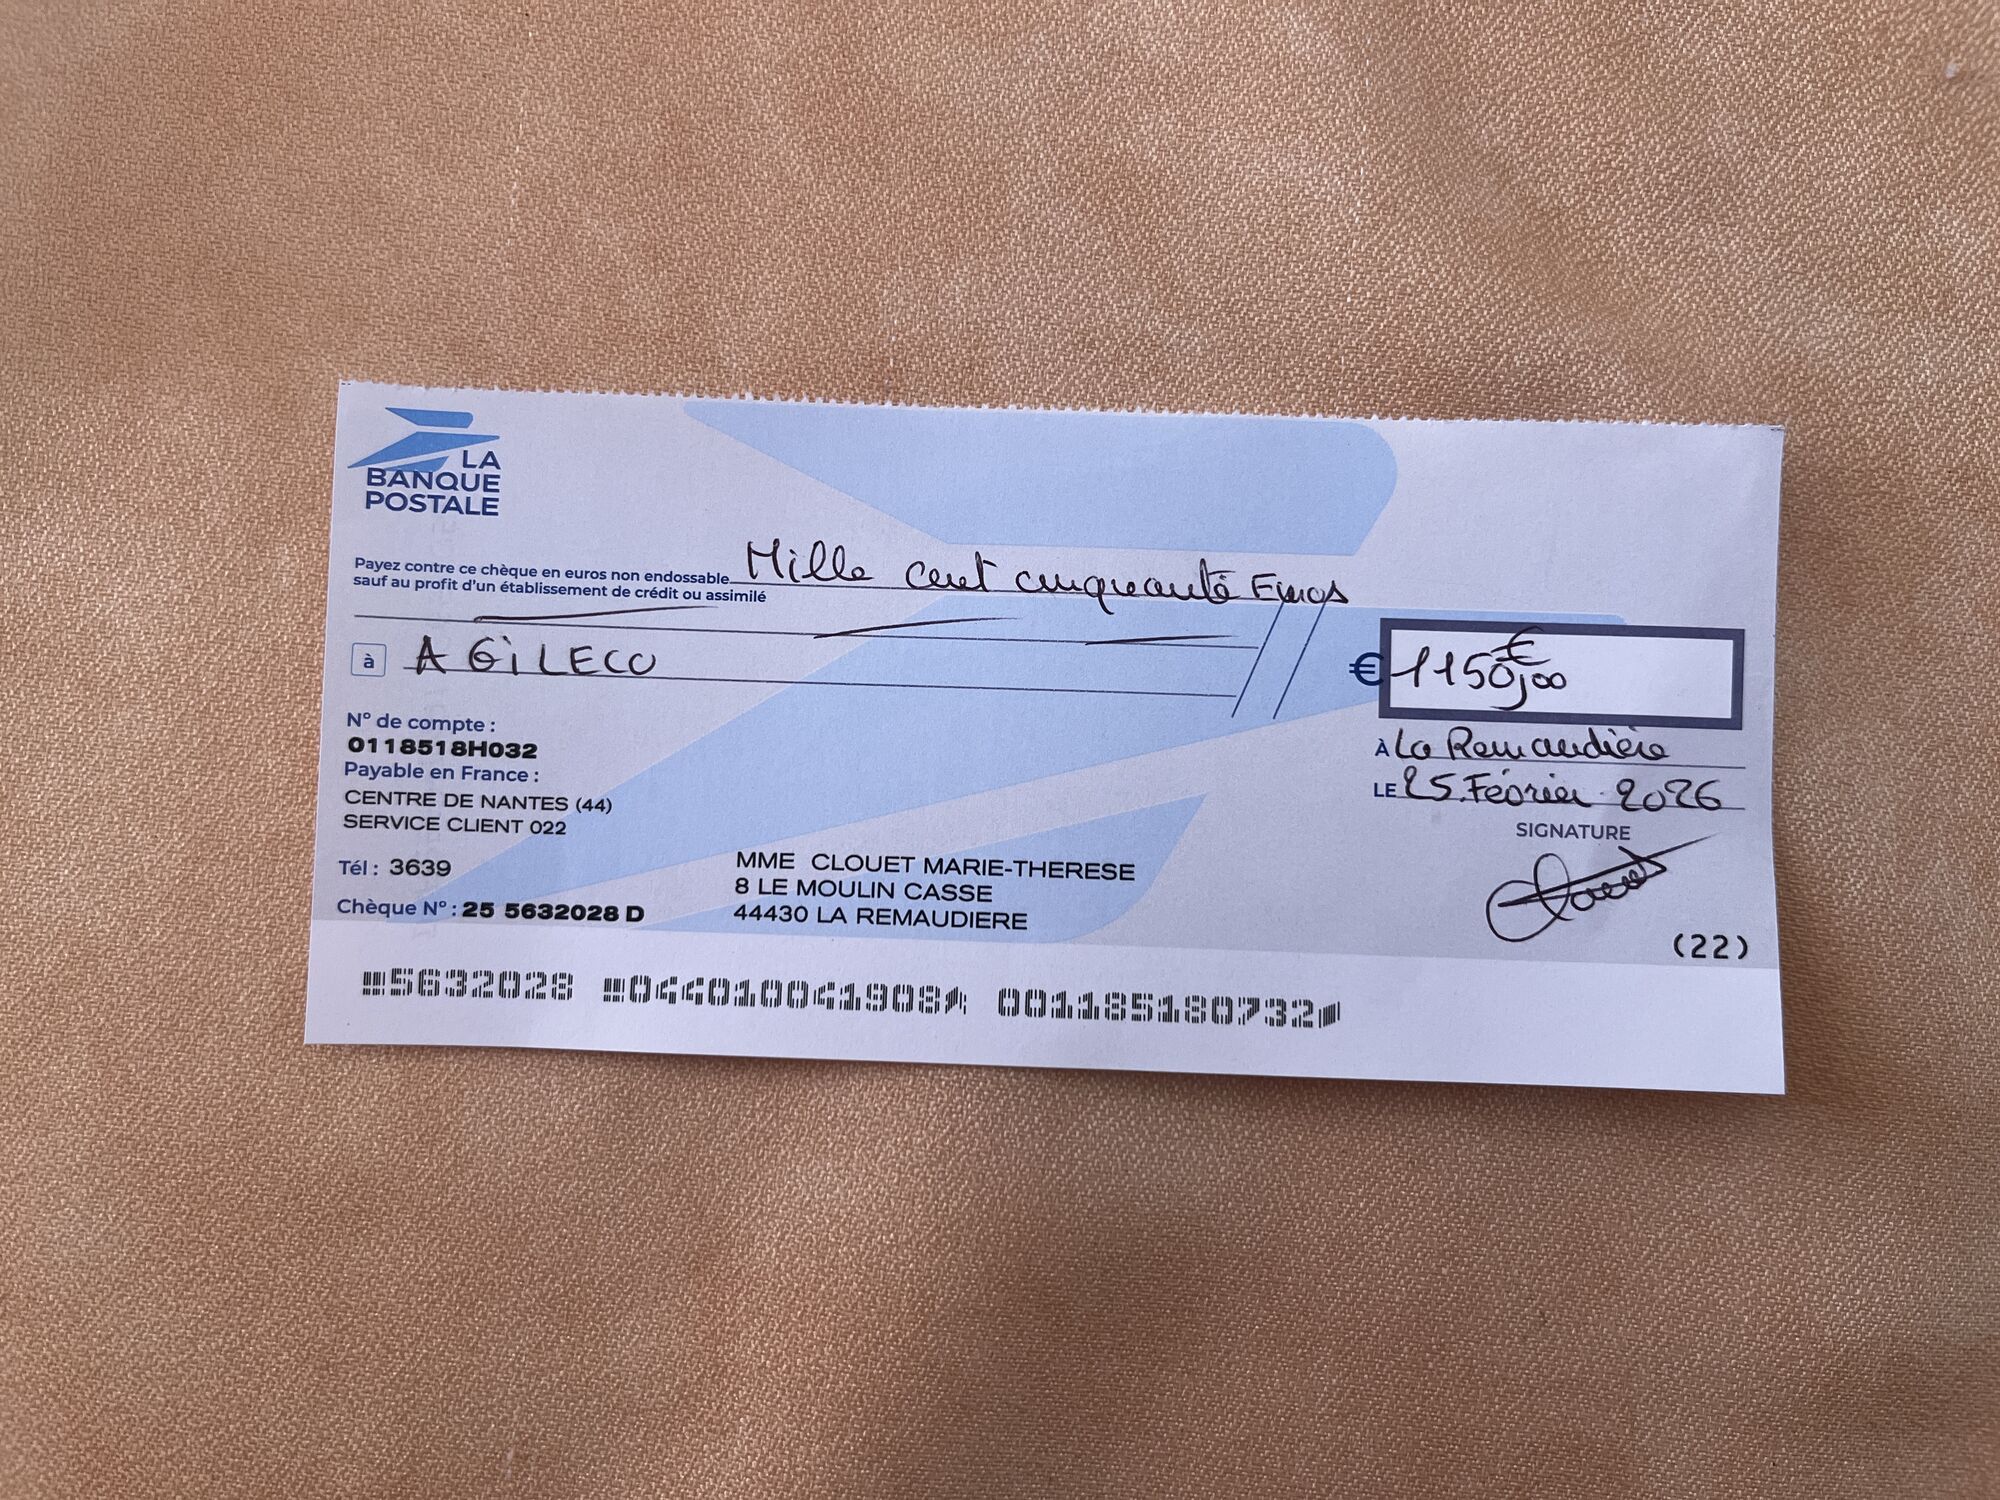 LA
BANQUE
POSTALE
Payez contre ce chèque en euros non endossable
sauf au profit d'un établissement de crédit ou assimilé
Mille cent cinquante Euros
à A GiLECO
€ 1150,00 €
N° de compte :
0118518H032
Payable en France :
CENTRE DE NANTES (44)
SERVICE CLIENT 022
À La Remaudière
LE 25 Février 2026
SIGNATURE
Tél : 3639
Chèque N° : 25 5632028 D
MME CLOUET MARIE-THERESE
8 LE MOULIN CASSE
44430 LA REMAUDIERE
(22)
5632028 044010041908 001185180732